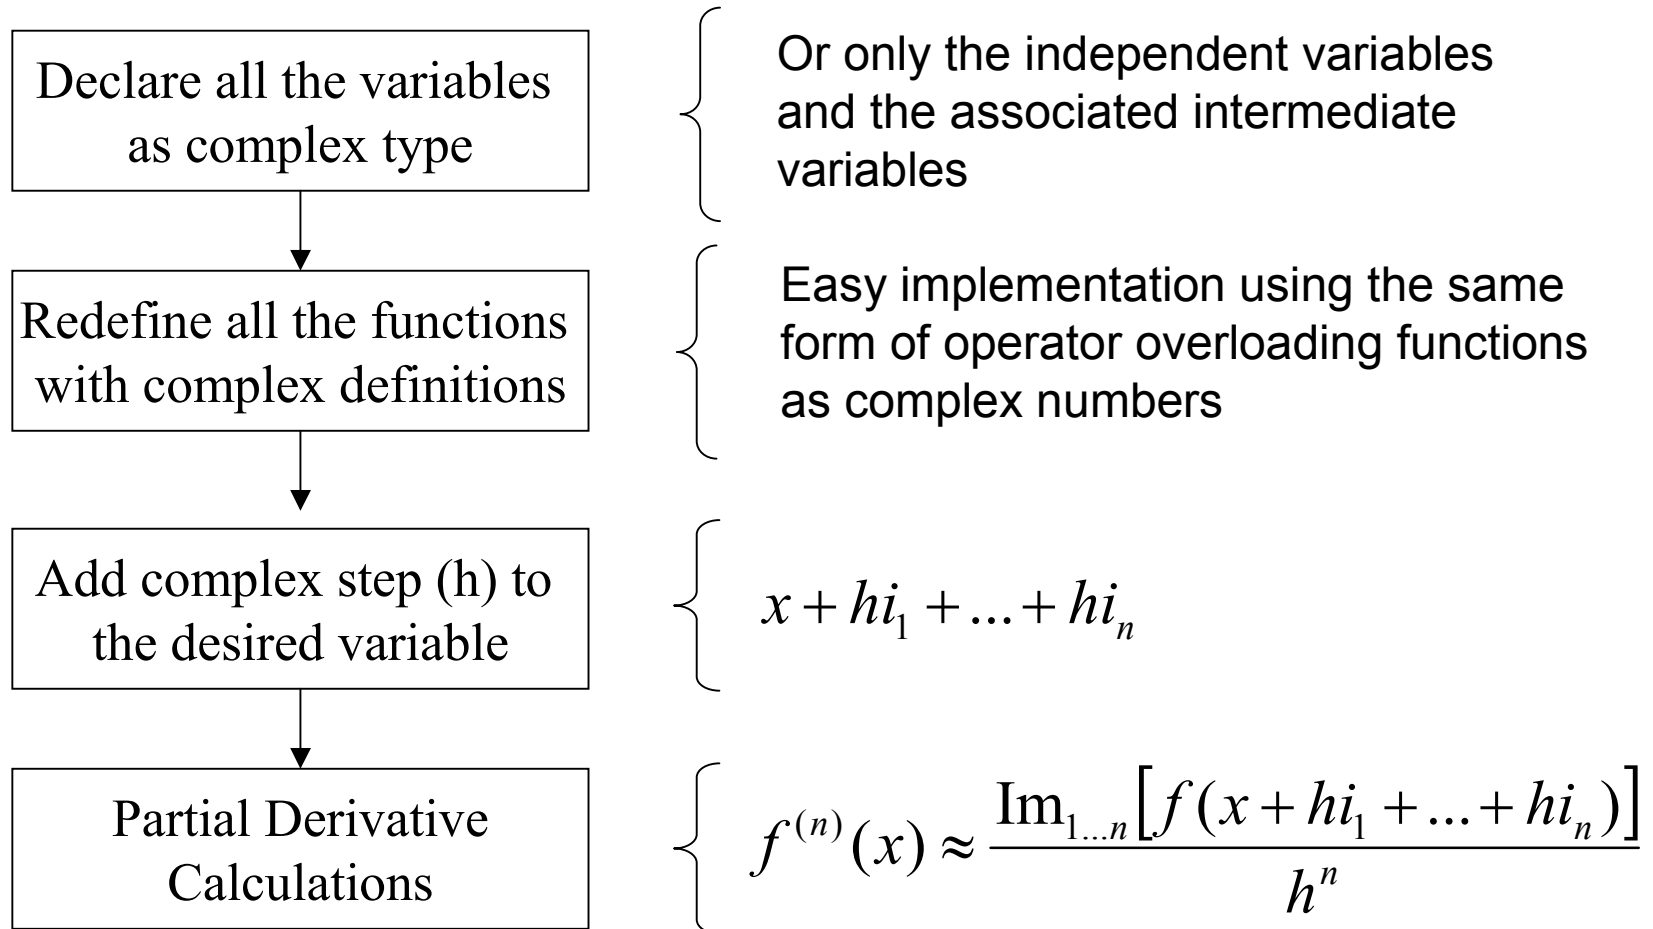 Declare all the variables
as complex type
Or only the independent variables
and the associated intermediate
variables
Redefine all the functions
with complex definitions
Easy implementation using the same
form of operator overloading functions
as complex numbers
Add complex step (h) to
the desired variable
x + hi₁ + ... + hiₙ
Partial Derivative
Calculations
f⁽ⁿ⁾(x) ≈ Im₁...ₙ[f(x + hi₁ + ... + hiₙ)] / hⁿ